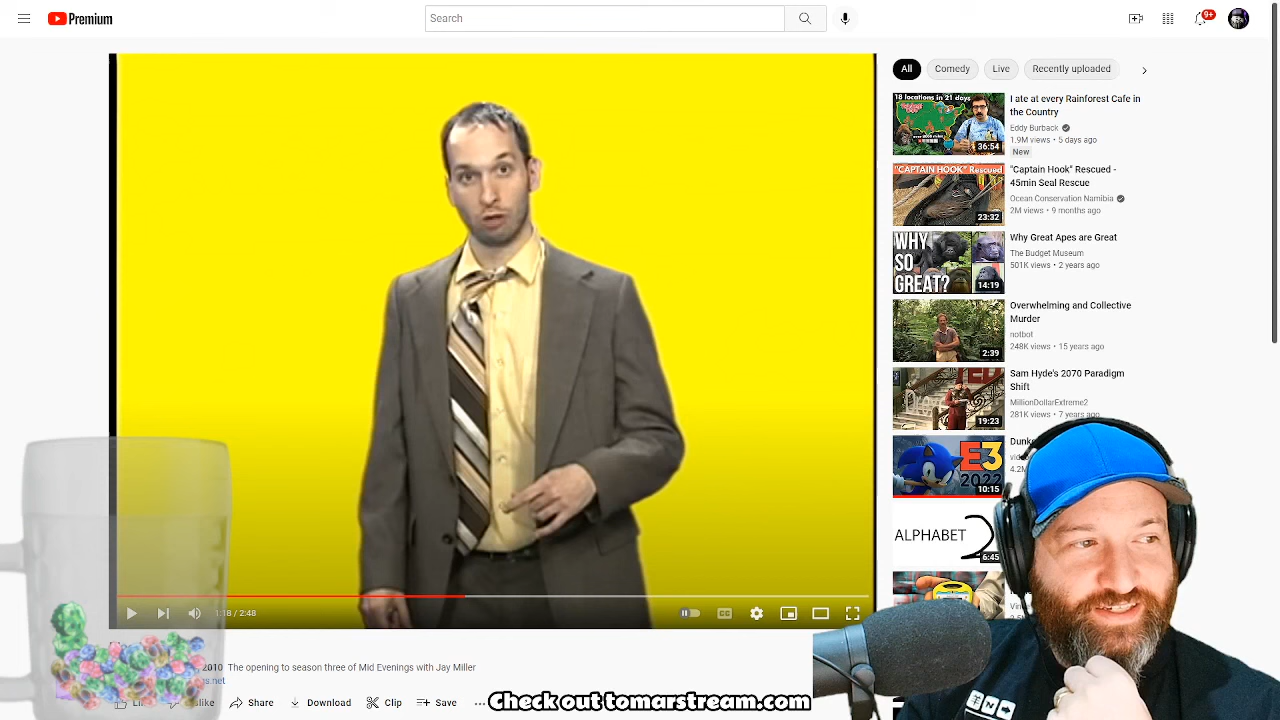 Premium
Search
9+
All
Comedy
Live
Recently uploaded
18 locations in 21 days
36:54
I ate at every Rainforest Cafe in
the Country
Eddy Burback
1.9M views • 5 days ago
New
"CAPTAIN HOOK" Rescued
23:32
"Captain Hook" Rescued -
45min Seal Rescue
Ocean Conservation Namibia
2M views • 9 months ago
WHY
SO
GREAT?
14:19
Why Great Apes are Great
The Budget Museum
501K views • 2 years ago
2:39
Overwhelming and Collective
Murder
notbot
248K views • 15 years ago
19:23
Sam Hyde's 2070 Paradigm
Shift
MillionDollarExtreme2
281K views • 7 years ago
E3
2022
10:15
ALPHABET 2
6:45
1:18 / 2:48
CC
2010 The opening to season three of Mid Evenings with Jay Miller
Share
Download
Clip
Save
Check out tomarstream.com